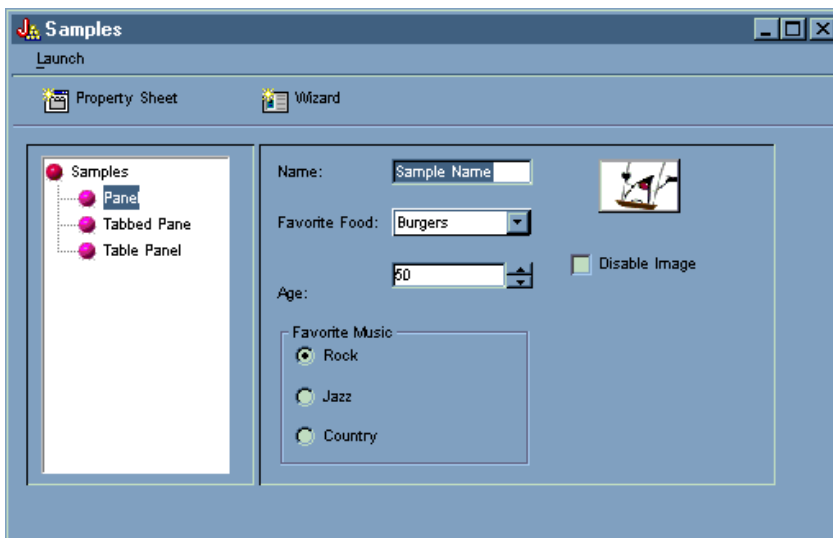 Samples
Launch
Property Sheet
Wizard
Samples
Panel
Tabbed Pane
Table Panel
Name:
Sample Name
Favorite Food:
Burgers
Age:
50
Disable Image
Favorite Music
Rock
Jazz
Country